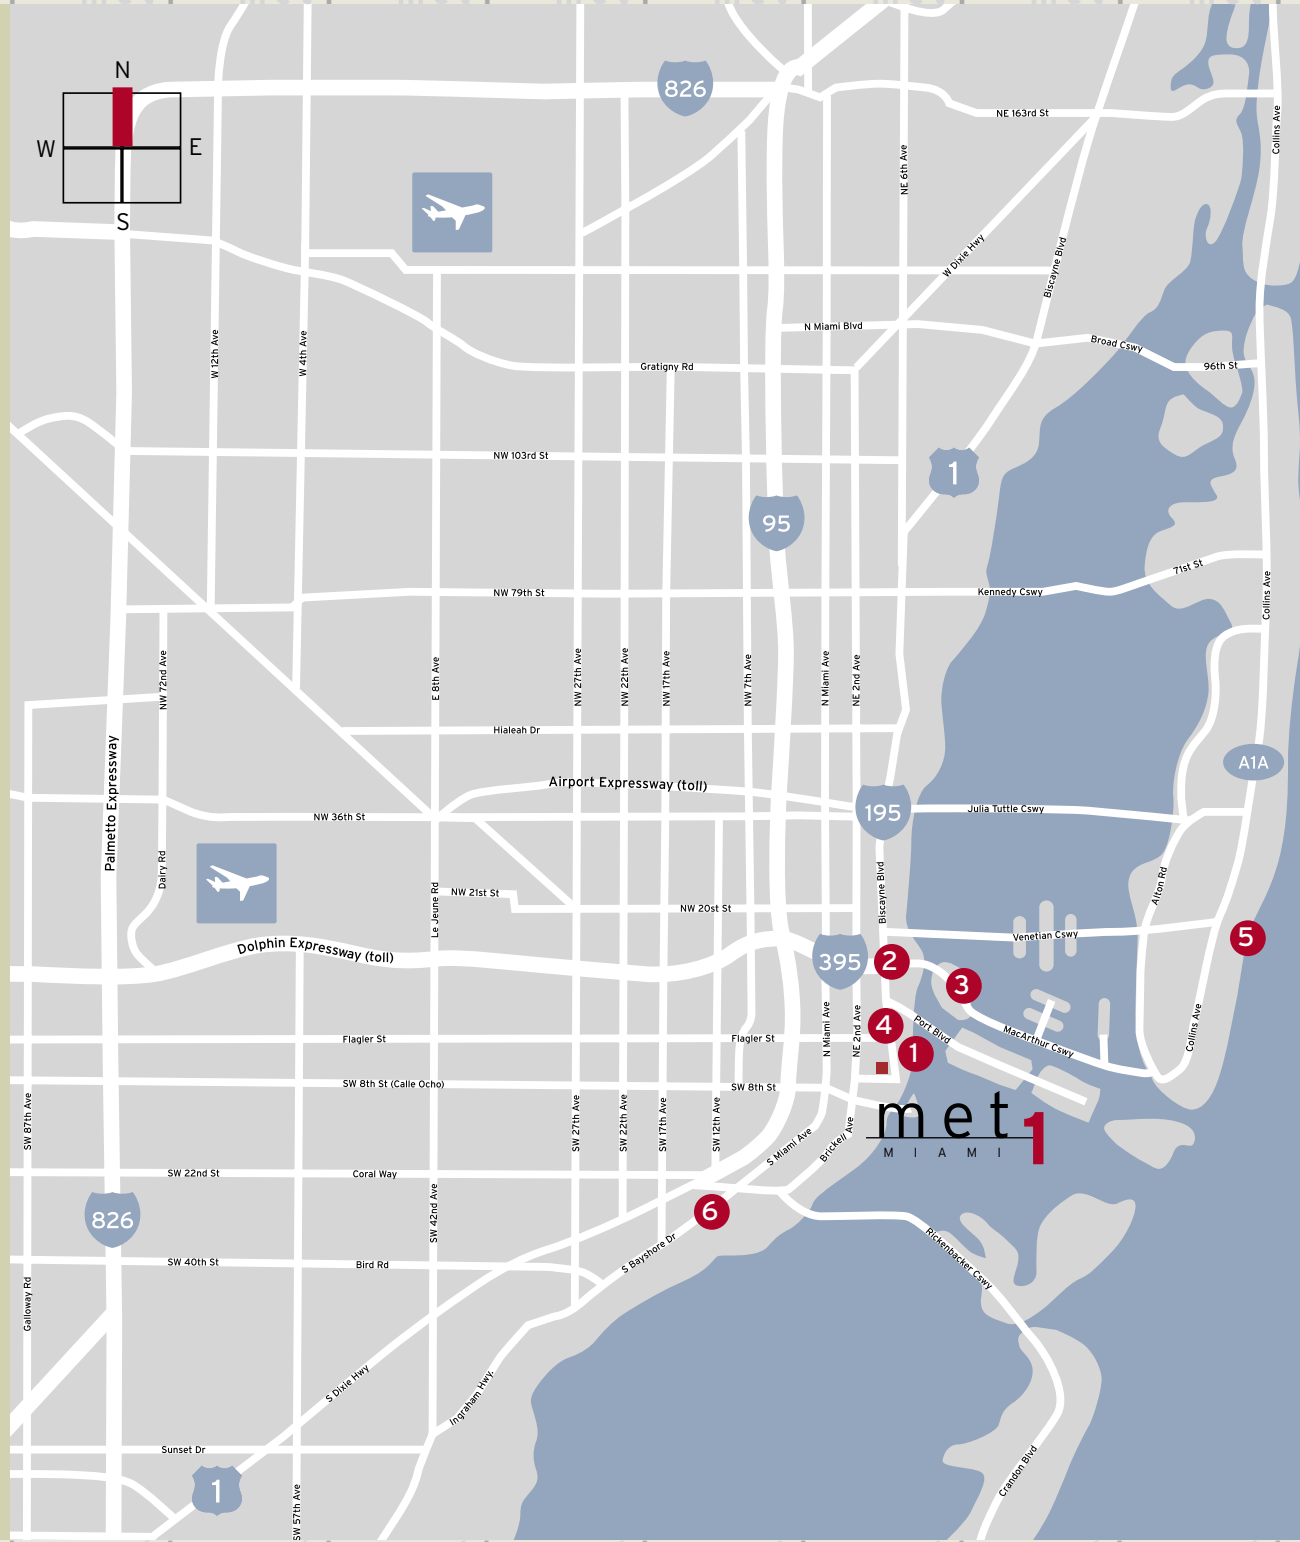 N
W
E
S
826
NE 163rd St
Collins Ave
NE 6th Ave
W Dixie Hwy
Biscayne Blvd
W 12th Ave
W 4th Ave
N Miami Blvd
Broad Cswy
96th St
Gratigny Rd
NW 103rd St
1
95
71st St
NW 79th St
Kennedy Cswy
Collins Ave
NW 72nd Ave
E 8th Ave
NW 27th Ave
NW 22th Ave
NW 17th Ave
NW 7th Ave
N Miami Ave
NE 2nd Ave
Hialeah Dr
Palmetto Expressway
Airport Expressway (toll)
A1A
195
Julia Tuttle Cswy
NW 36th St
Dairy Rd
Le Jeune Rd
NW 21st St
NW 20st St
Biscayne Blvd
Alton Rd
Venetian Cswy
5
Dolphin Expressway (toll)
395
2
3
4
1
N Miami Ave
NE 2nd Ave
Port Blvd
MacArthur Cswy
Collins Ave
Flagler St
Flagler St
SW 8th St (Calle Ocho)
SW 8th St
SW 87th Ave
SW 27th Ave
SW 22th Ave
SW 17th Ave
SW 12th Ave
S Miami Ave
Brickell Ave
met 1
MIAMI
SW 22nd St
Coral Way
826
SW 42nd Ave
6
S Bayshore Dr
Rickenbacker Cswy
SW 40th St
Bird Rd
Galloway Rd
S Dixie Hwy
Ingraham Hwy.
Sunset Dr
1
SW 57th Ave
Crandon Blvd